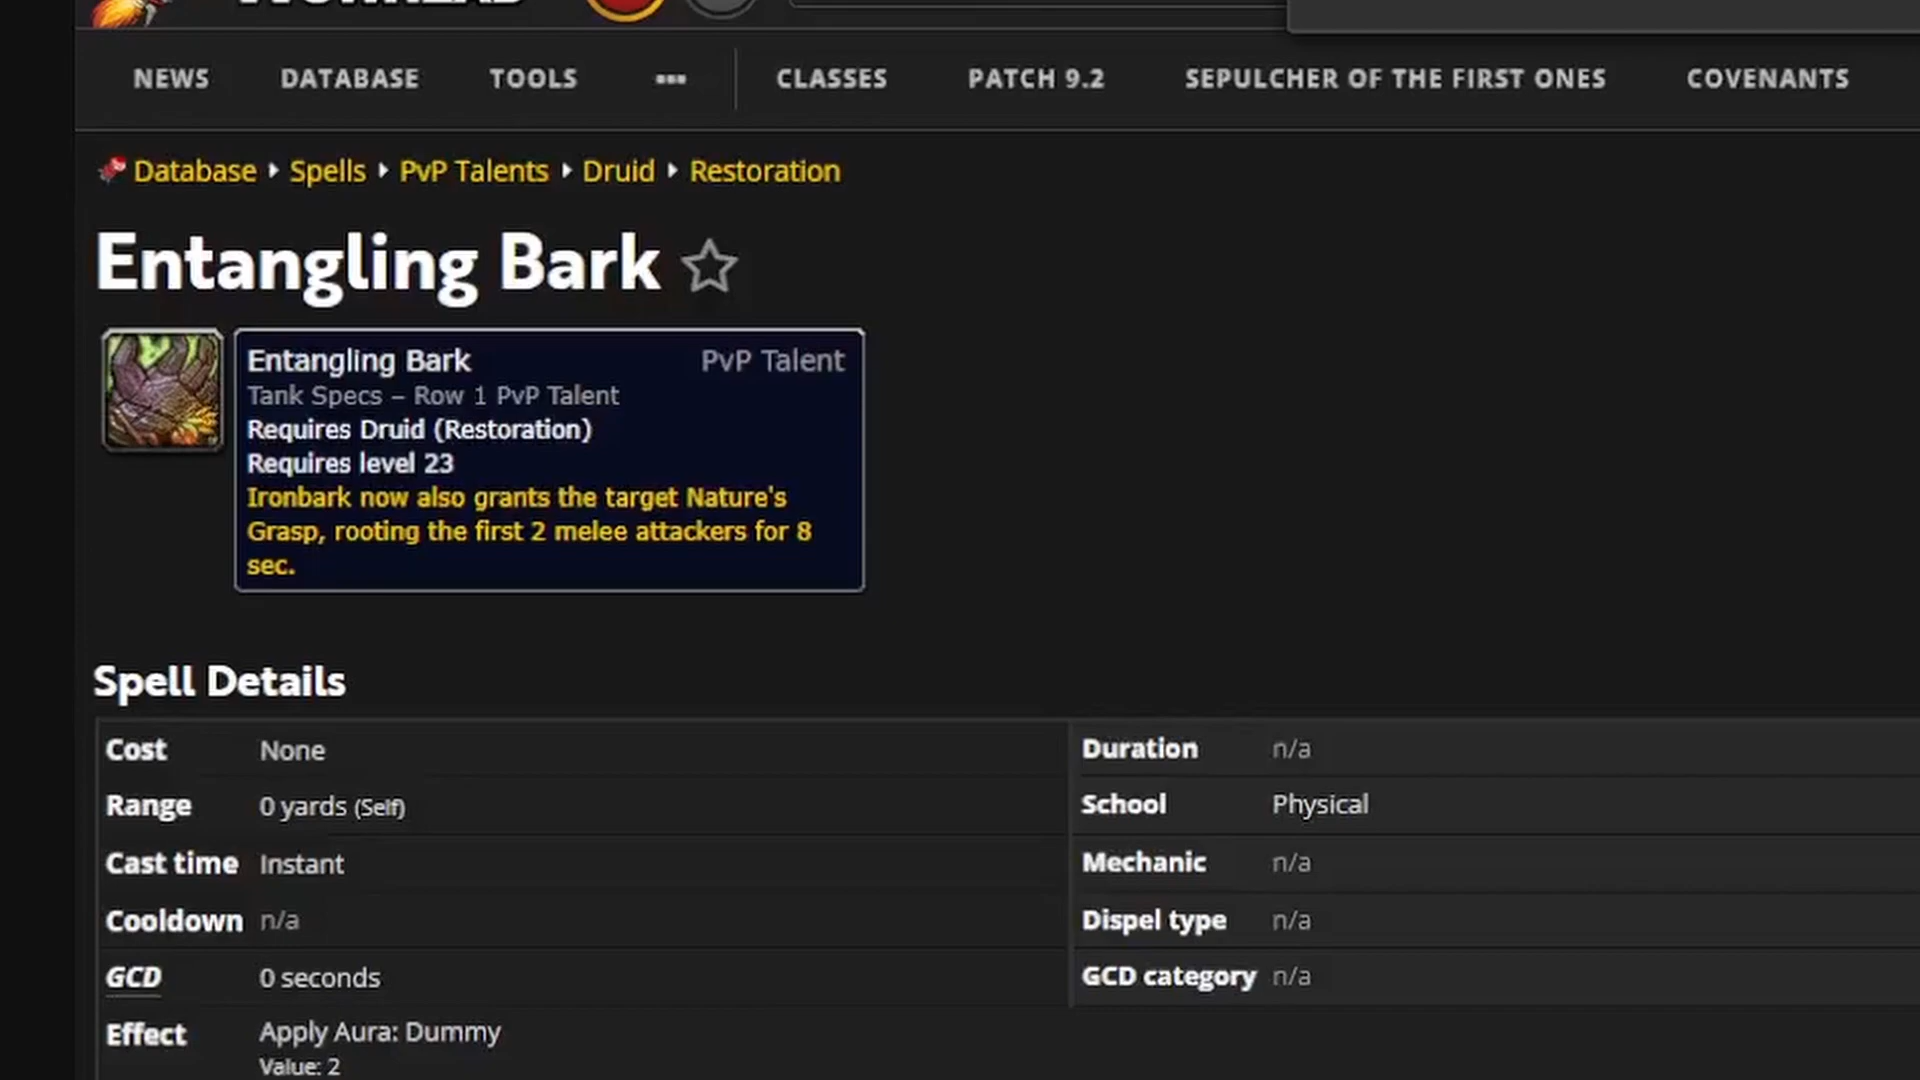 NEWS DATABASE TOOLS ••• CLASSES PATCH 9.2 SEPULCHER OF THE FIRST ONES COVENANTS
Database ▸ Spells ▸ PvP Talents ▸ Druid ▸ Restoration
Entangling Bark
Entangling Bark PvP Talent
Tank Specs – Row 1 PvP Talent
Requires Druid (Restoration)
Requires level 23
Ironbark now also grants the target Nature's
Grasp, rooting the first 2 melee attackers for 8
sec.
Spell Details
Cost None Duration n/a
Range 0 yards (Self) School Physical
Cast time Instant Mechanic n/a
Cooldown n/a Dispel type n/a
GCD 0 seconds GCD category n/a
Effect Apply Aura: Dummy
Value: 2